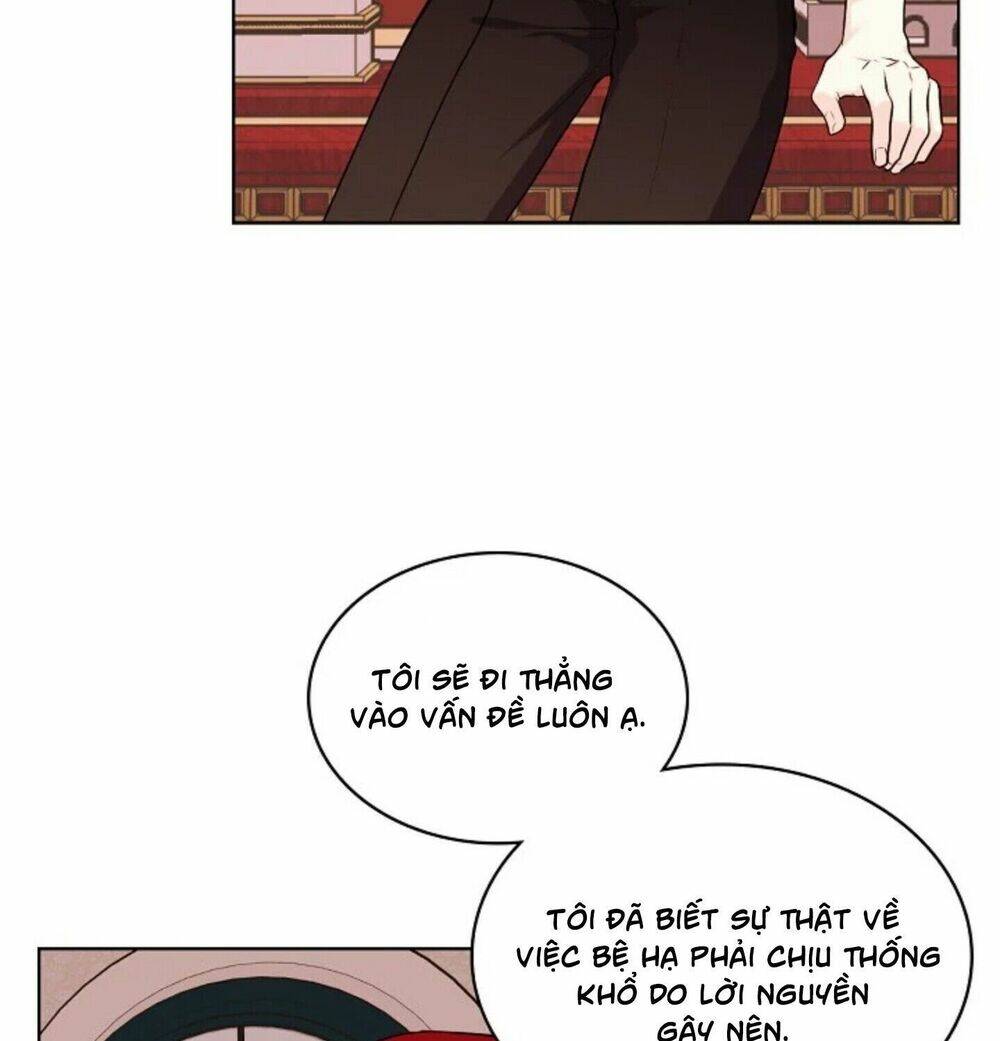 TÔI SẼ ĐI THẲNG
VÀO VẤN ĐỀ LUÔN Ạ.
TÔI ĐÃ BIẾT SỰ THẬT VỀ
VIỆC BỆ HẠ PHẢI CHỊU THỐNG
KHỔ DO LỜI NGUYỀN
GÂY NÊN.